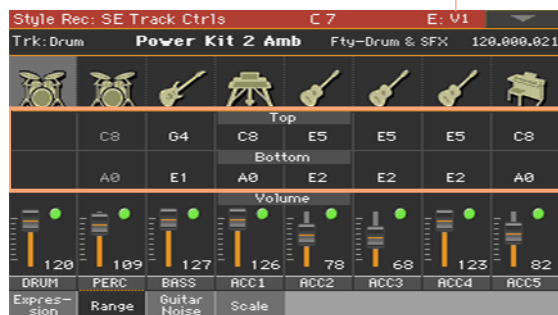 Style Rec: SE Track Ctrls C 7 E: V1
Trk: Drum Power Kit 2 Amb Fty-Drum & SFX 120.000.021
Top
C8 G4 C8 E5 E5 E5 C8
Bottom
A0 E1 A0 E2 E2 E2 A0
Volume
120 109 127 126 78 68 123 82
DRUM PERC BASS ACC1 ACC2 ACC3 ACC4 ACC5
Expres- Range Guitar Scale
sion Noise